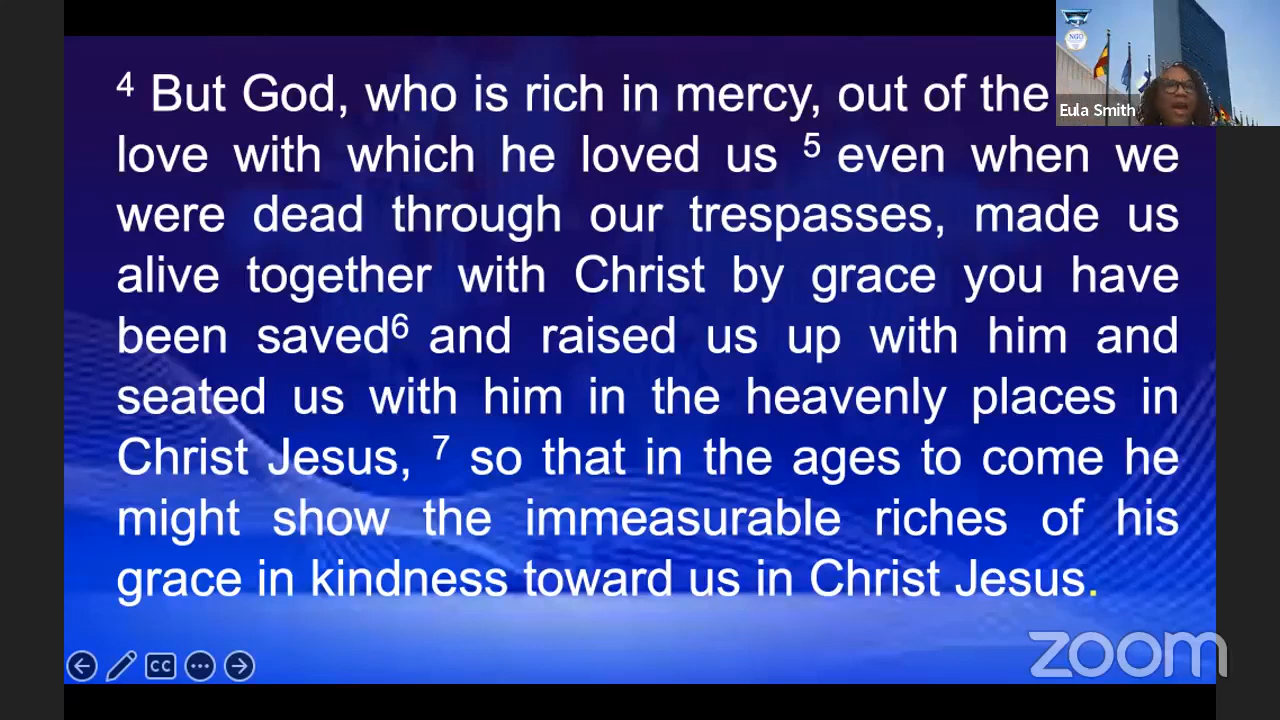 ⁴ But God, who is rich in mercy, out of the
love with which he loved us ⁵ even when we
were dead through our trespasses, made us
alive together with Christ by grace you have
been saved⁶ and raised us up with him and
seated us with him in the heavenly places in
Christ Jesus, ⁷ so that in the ages to come he
might show the immeasurable riches of his
grace in kindness toward us in Christ Jesus.
NGO
Eula Smith
CC
zoom